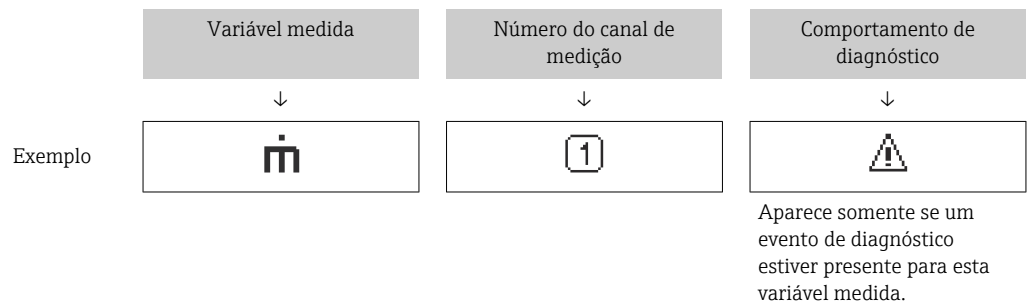 Variável medida
Número do canal de
medição
Comportamento de
diagnóstico
↓ ↓ ↓
Exemplo
ṁ
1
Aparece somente se um
evento de diagnóstico
estiver presente para esta
variável medida.